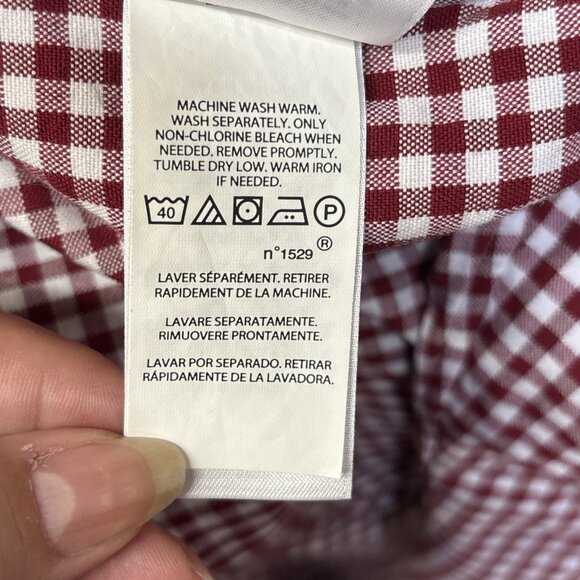 MACHINE WASH WARM.
WASH SEPARATELY. ONLY
NON-CHLORINE BLEACH WHEN
NEEDED. REMOVE PROMPTLY.
TUMBLE DRY LOW. WARM IRON
IF NEEDED.
40 P
n°1529 ®
LAVER SÉPARÉMENT. RETIRER
RAPIDEMENT DE LA MACHINE.
LAVARE SEPARATAMENTE.
RIMUOVERE PRONTAMENTE.
LAVAR POR SEPARADO. RETIRAR
RÁPIDAMENTE DE LA LAVADORA.